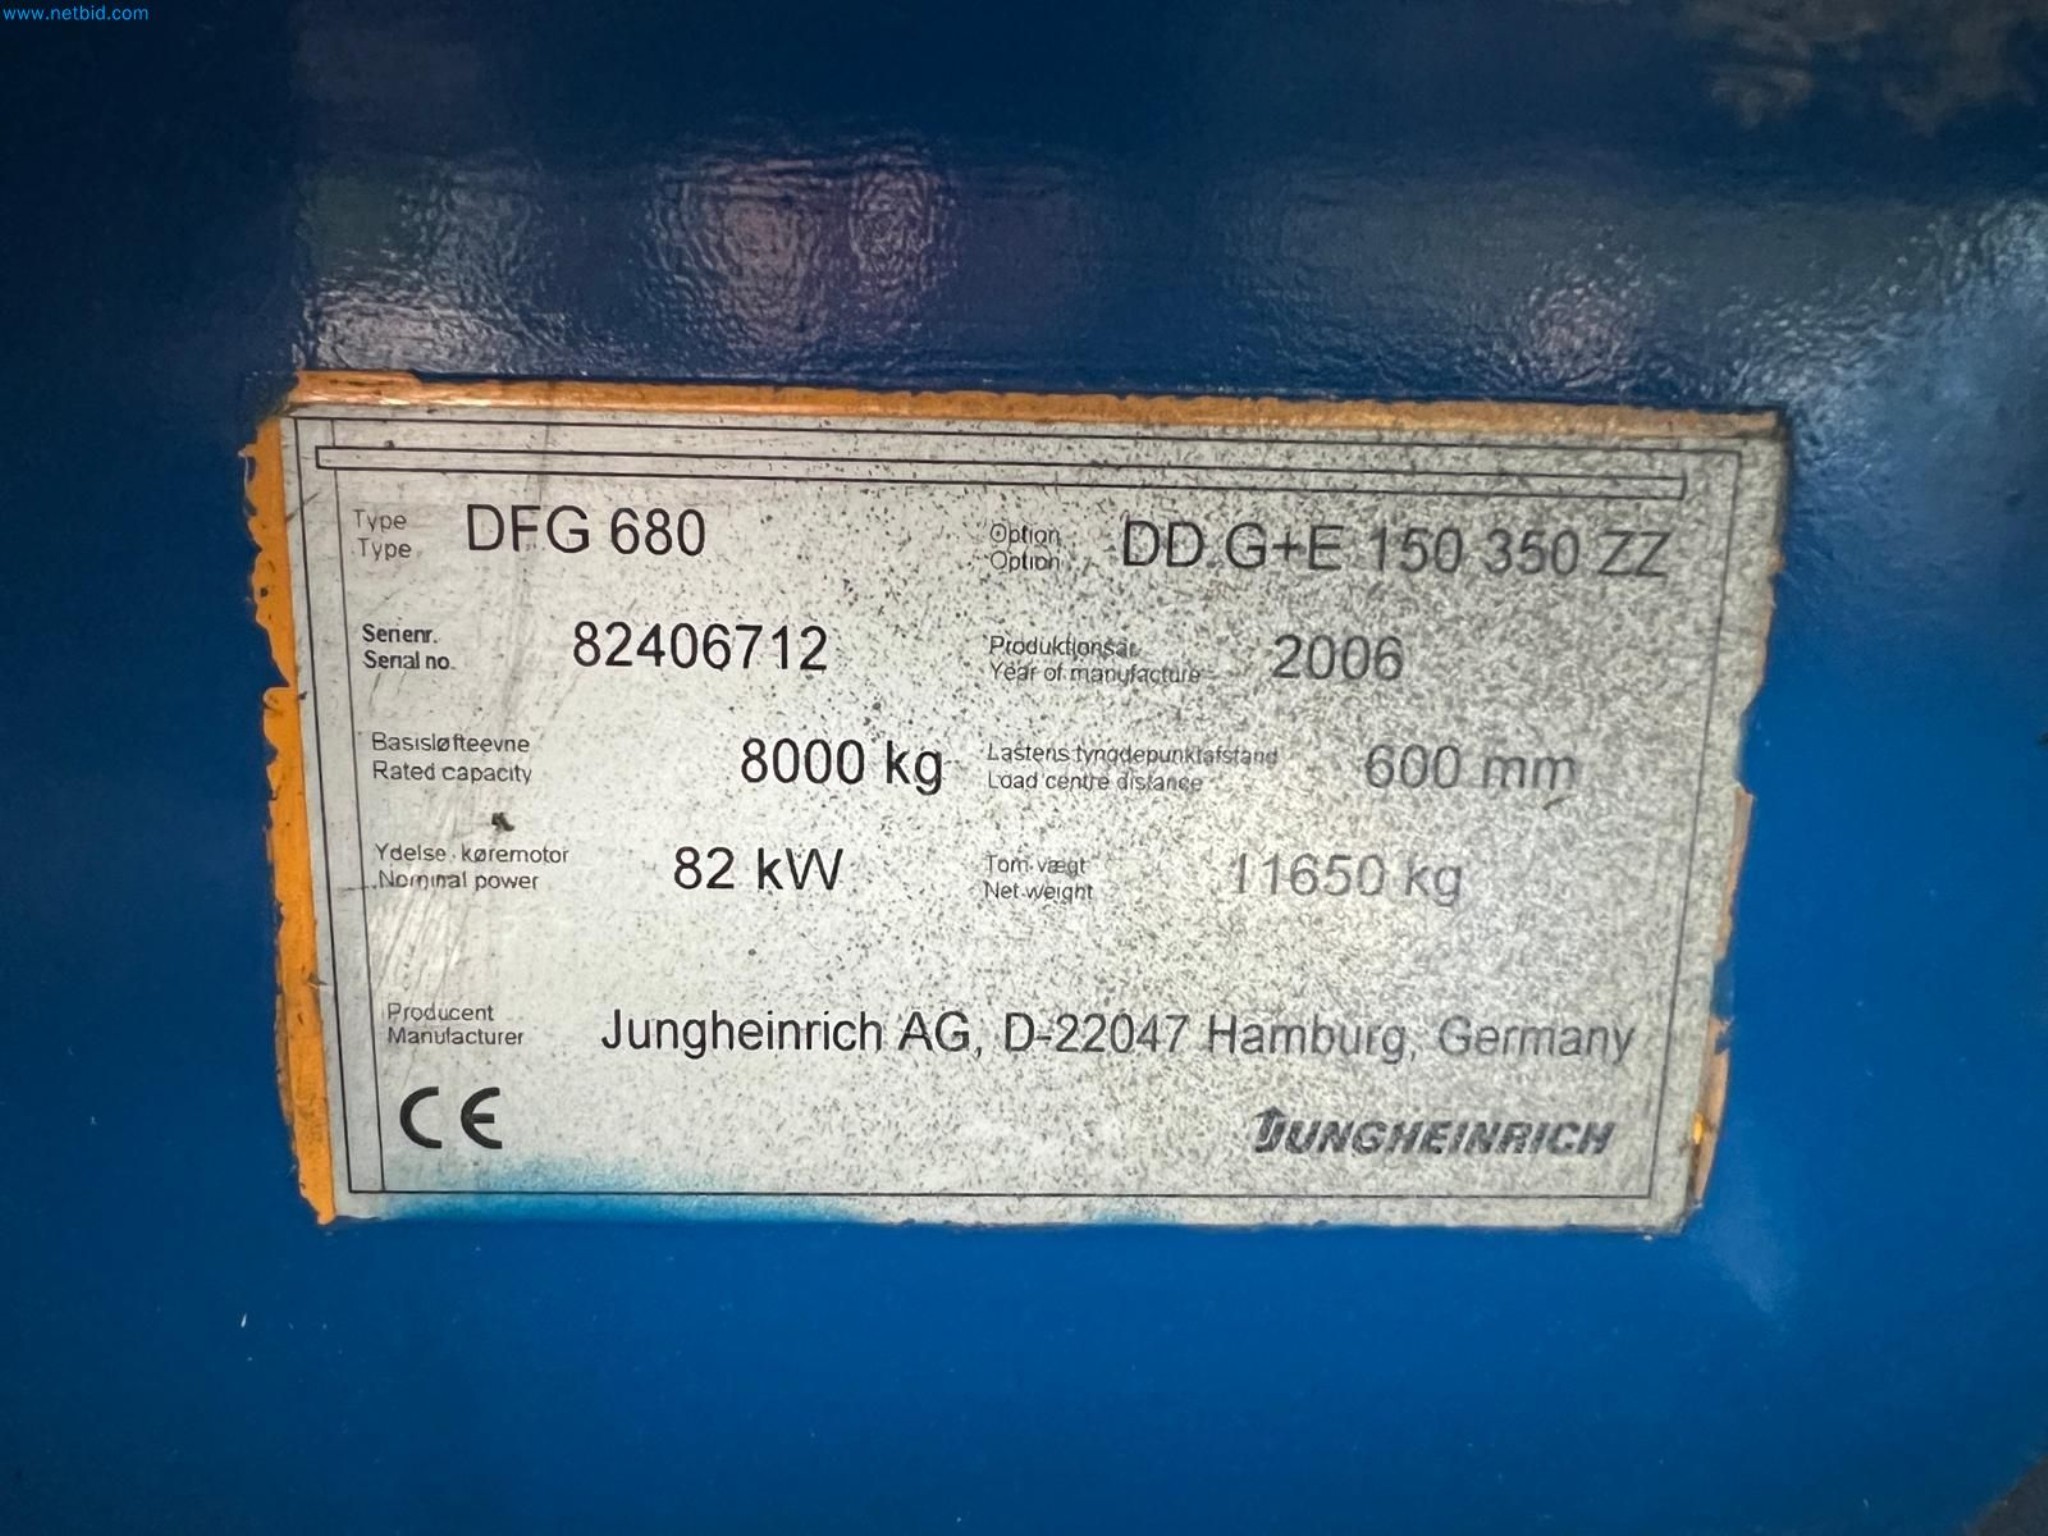 www.netbid.com
Type DFG 680 Option DD G+E 150 350 ZZ
Type Option
Serienr. 82406712 Produktionsår 2006
Serial no. Year of manufacture
Basisløfteevne 8000 kg Lastens tyngdepunktafstand 600 mm
Rated capacity Load centre distance
Ydelse køremotor 82 kW Tom vægt 11650 kg
Nominal power Net weight
Producent Jungheinrich AG, D-22047 Hamburg, Germany
Manufacturer
CE JUNGHEINRICH